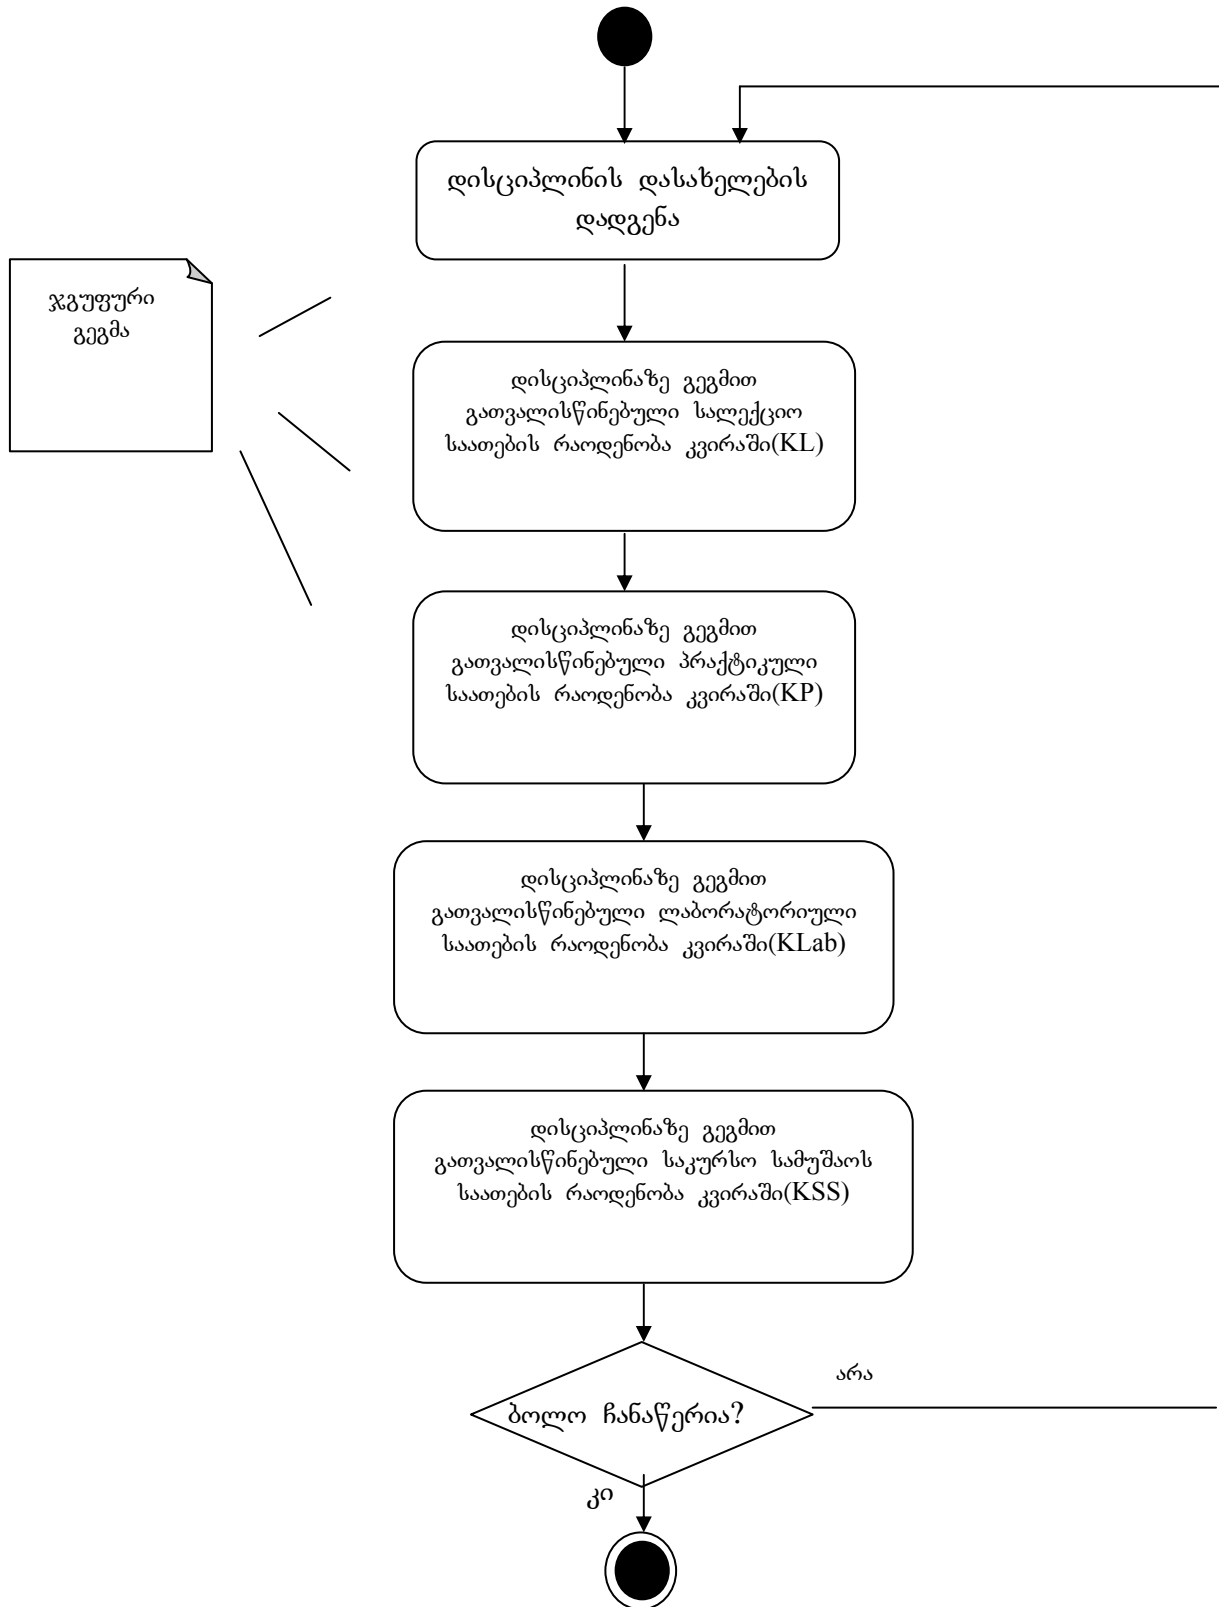 დისციპლინის დასახელების
დადგენა
ჯგუფური
გეგმა
დისციპლინაზე გეგმით
გათვალისწინებული სალექციო
საათების რაოდენობა კვირაში(KL)
დისციპლინაზე გეგმით
გათვალისწინებული პრაქტიკული
საათების რაოდენობა კვირაში(KP)
დისციპლინაზე გეგმით
გათვალისწინებული ლაბორატორიული
საათების რაოდენობა კვირაში(KLab)
დისციპლინაზე გეგმით
გათვალისწინებული საკურსო სამუშაოს
საათების რაოდენობა კვირაში(KSS)
არა
ბოლო ჩანაწერია?
კი